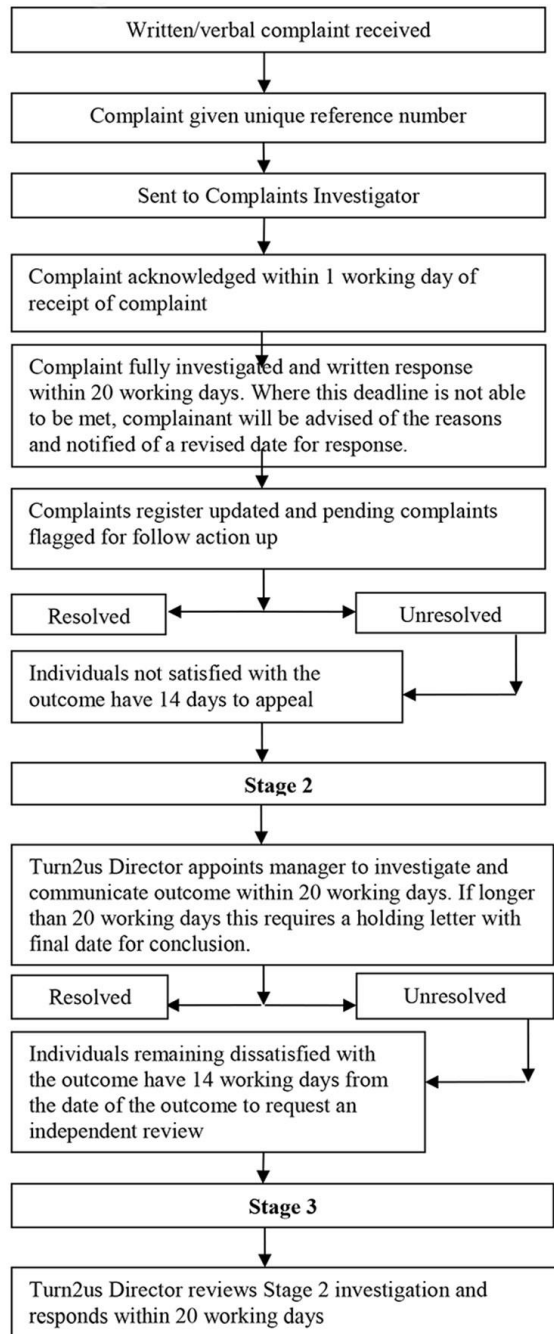 Written/verbal complaint received
Complaint given unique reference number
Sent to Complaints Investigator
Complaint acknowledged within 1 working day of
receipt of complaint
Complaint fully investigated and written response
within 20 working days. Where this deadline is not able
to be met, complainant will be advised of the reasons
and notified of a revised date for response.
Complaints register updated and pending complaints
flagged for follow action up
Resolved
Unresolved
Individuals not satisfied with the
outcome have 14 days to appeal
Stage 2
Turn2us Director appoints manager to investigate and
communicate outcome within 20 working days. If longer
than 20 working days this requires a holding letter with
final date for conclusion.
Resolved
Unresolved
Individuals remaining dissatisfied with
the outcome have 14 working days from
the date of the outcome to request an
independent review
Stage 3
Turn2us Director reviews Stage 2 investigation and
responds within 20 working days